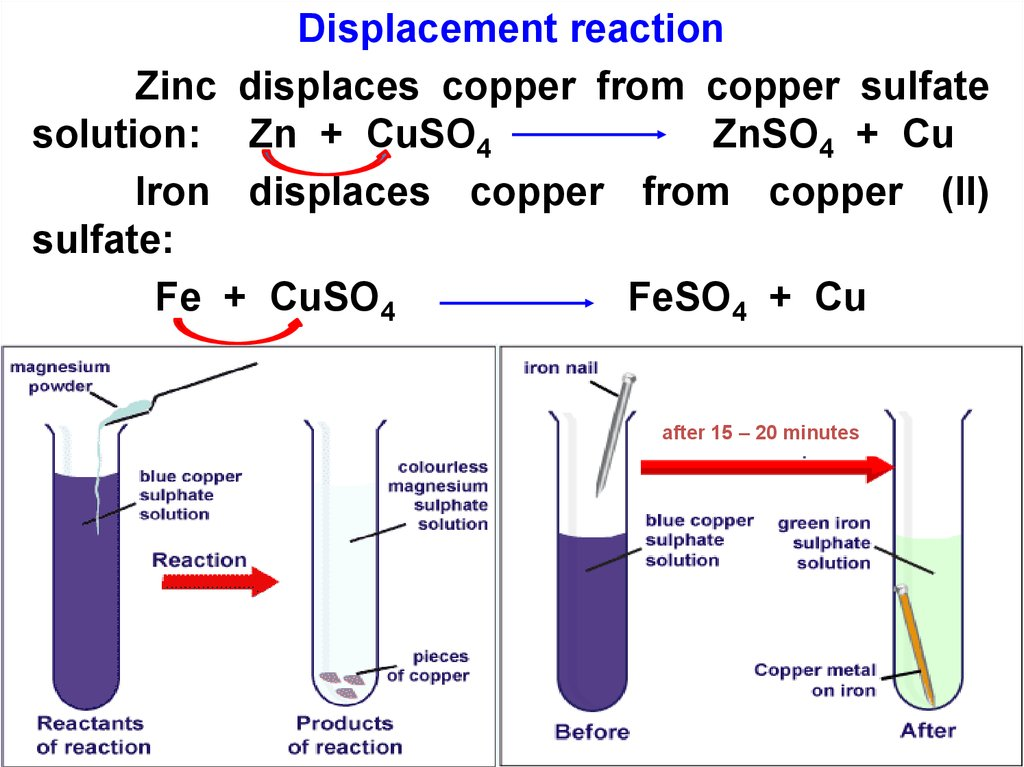 Displacement reaction
Zinc displaces copper from copper sulfate
solution: Zn + CuSO₄ ZnSO₄ + Cu
Iron displaces copper from copper (II)
sulfate:
Fe + CuSO₄ FeSO₄ + Cu
magnesium
powder
blue copper
sulphate
solution
colourless
magnesium
sulphate
solution
Reaction
pieces
of copper
Reactants
of reaction
Products
of reaction
iron nail
after 15 – 20 minutes
.
blue copper
sulphate
solution
green iron
sulphate
solution
Copper metal
on iron
Before
After